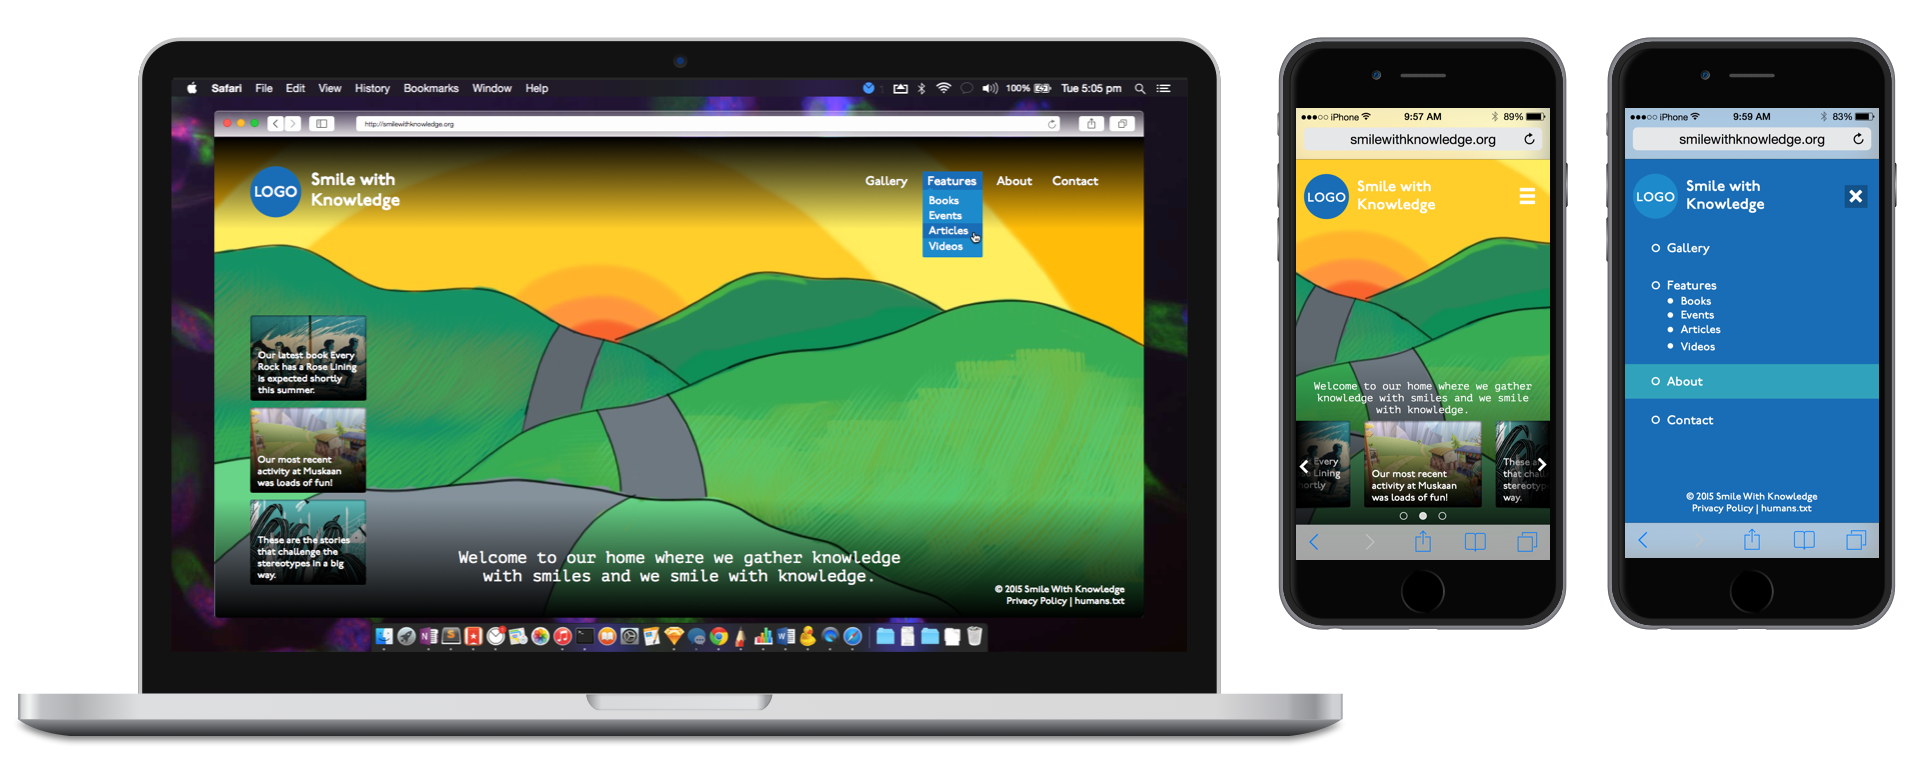 Safari File Edit View History Bookmarks Window Help
100% Tue 5:05 pm
http://smilewithknowledge.org
LOGO
Smile with
Knowledge
Gallery Features About Contact
Books
Events
Articles
Videos
Our latest book Every
Rock has a Rose Lining
is expected shortly
this summer.
Our most recent
activity at Muskaan
was loads of fun!
These are the stories
that challenge the
stereotypes in a big
way.
Welcome to our home where we gather knowledge
with smiles and we smile with knowledge.
© 2015 Smile With Knowledge
Privacy Policy | humans.txt
iPhone 9:57 AM 89%
smilewithknowledge.org
LOGO
Smile with
Knowledge
Welcome to our home where we gather
knowledge with smiles and we smile
with knowledge.
Every
Lining
Our most recent
activity at Muskaan
was loads of fun!
These
that
stereotyp
way.
iPhone 9:59 AM 83%
smilewithknowledge.org
LOGO
Smile with
Knowledge
Gallery
Features
Books
Events
Articles
Videos
About
Contact
© 2015 Smile With Knowledge
Privacy Policy | humans.txt